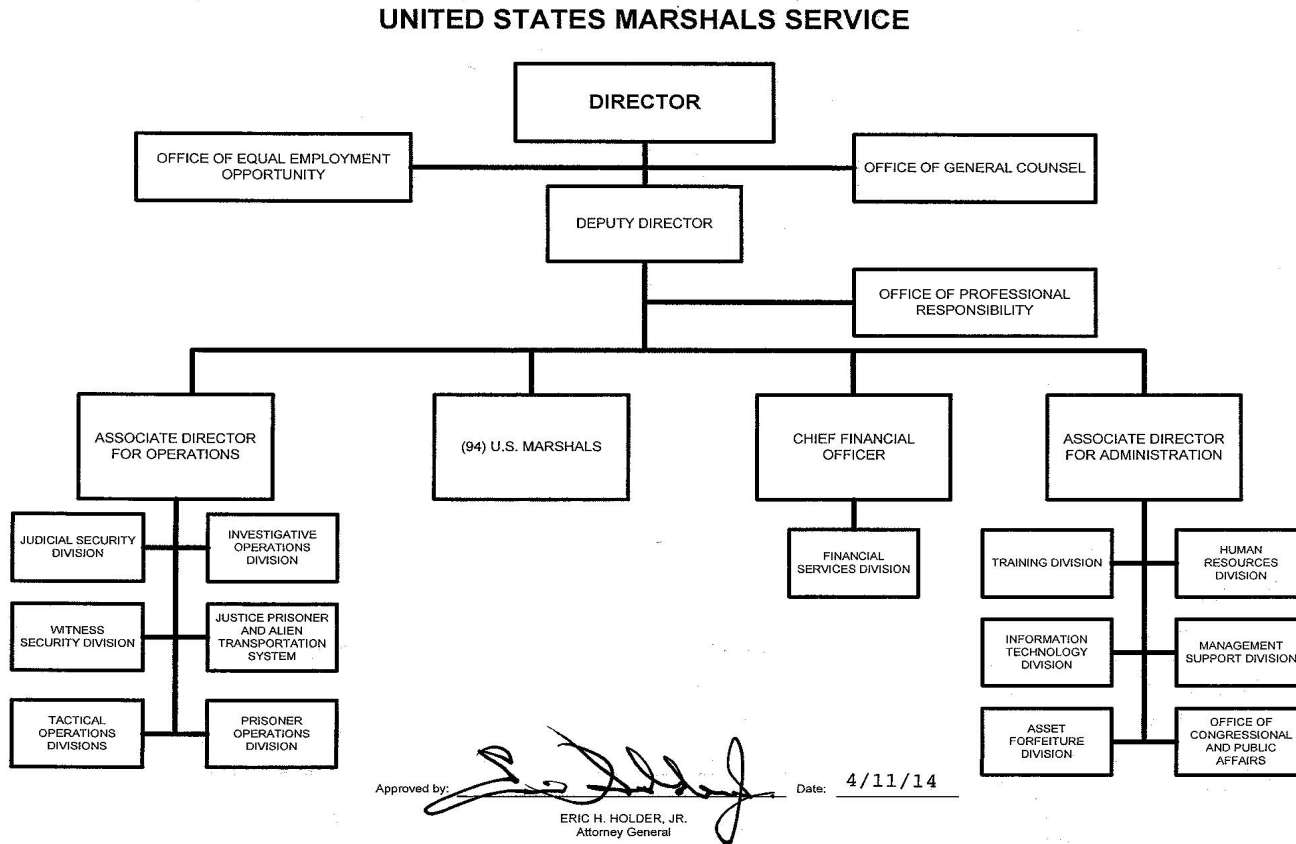 UNITED STATES MARSHALS SERVICE
DIRECTOR
OFFICE OF EQUAL EMPLOYMENT
OPPORTUNITY
OFFICE OF GENERAL COUNSEL
DEPUTY DIRECTOR
OFFICE OF PROFESSIONAL
RESPONSIBILITY
ASSOCIATE DIRECTOR
FOR OPERATIONS
(94) U.S. MARSHALS
CHIEF FINANCIAL
OFFICER
ASSOCIATE DIRECTOR
FOR ADMINISTRATION
JUDICIAL SECURITY
DIVISION
INVESTIGATIVE
OPERATIONS
DIVISION
FINANCIAL
SERVICES DIVISION
TRAINING DIVISION
HUMAN
RESOURCES
DIVISION
WITNESS
SECURITY DIVISION
JUSTICE PRISONER
AND ALIEN
TRANSPORTATION
SYSTEM
INFORMATION
TECHNOLOGY
DIVISION
MANAGEMENT
SUPPORT DIVISION
TACTICAL
OPERATIONS
DIVISIONS
PRISONER
OPERATIONS
DIVISION
ASSET
FORFEITURE
DIVISION
OFFICE OF
CONGRESSIONAL
AND PUBLIC
AFFAIRS
Approved by:
Date: 4/11/14
ERIC H. HOLDER, JR.
Attorney General